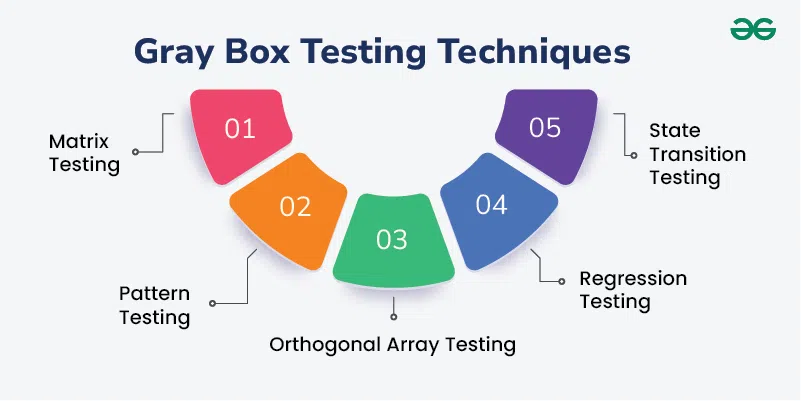 Gray Box Testing Techniques
01
Matrix
Testing
02
Pattern
Testing
03
Orthogonal Array Testing
04
Regression
Testing
05
State
Transition
Testing